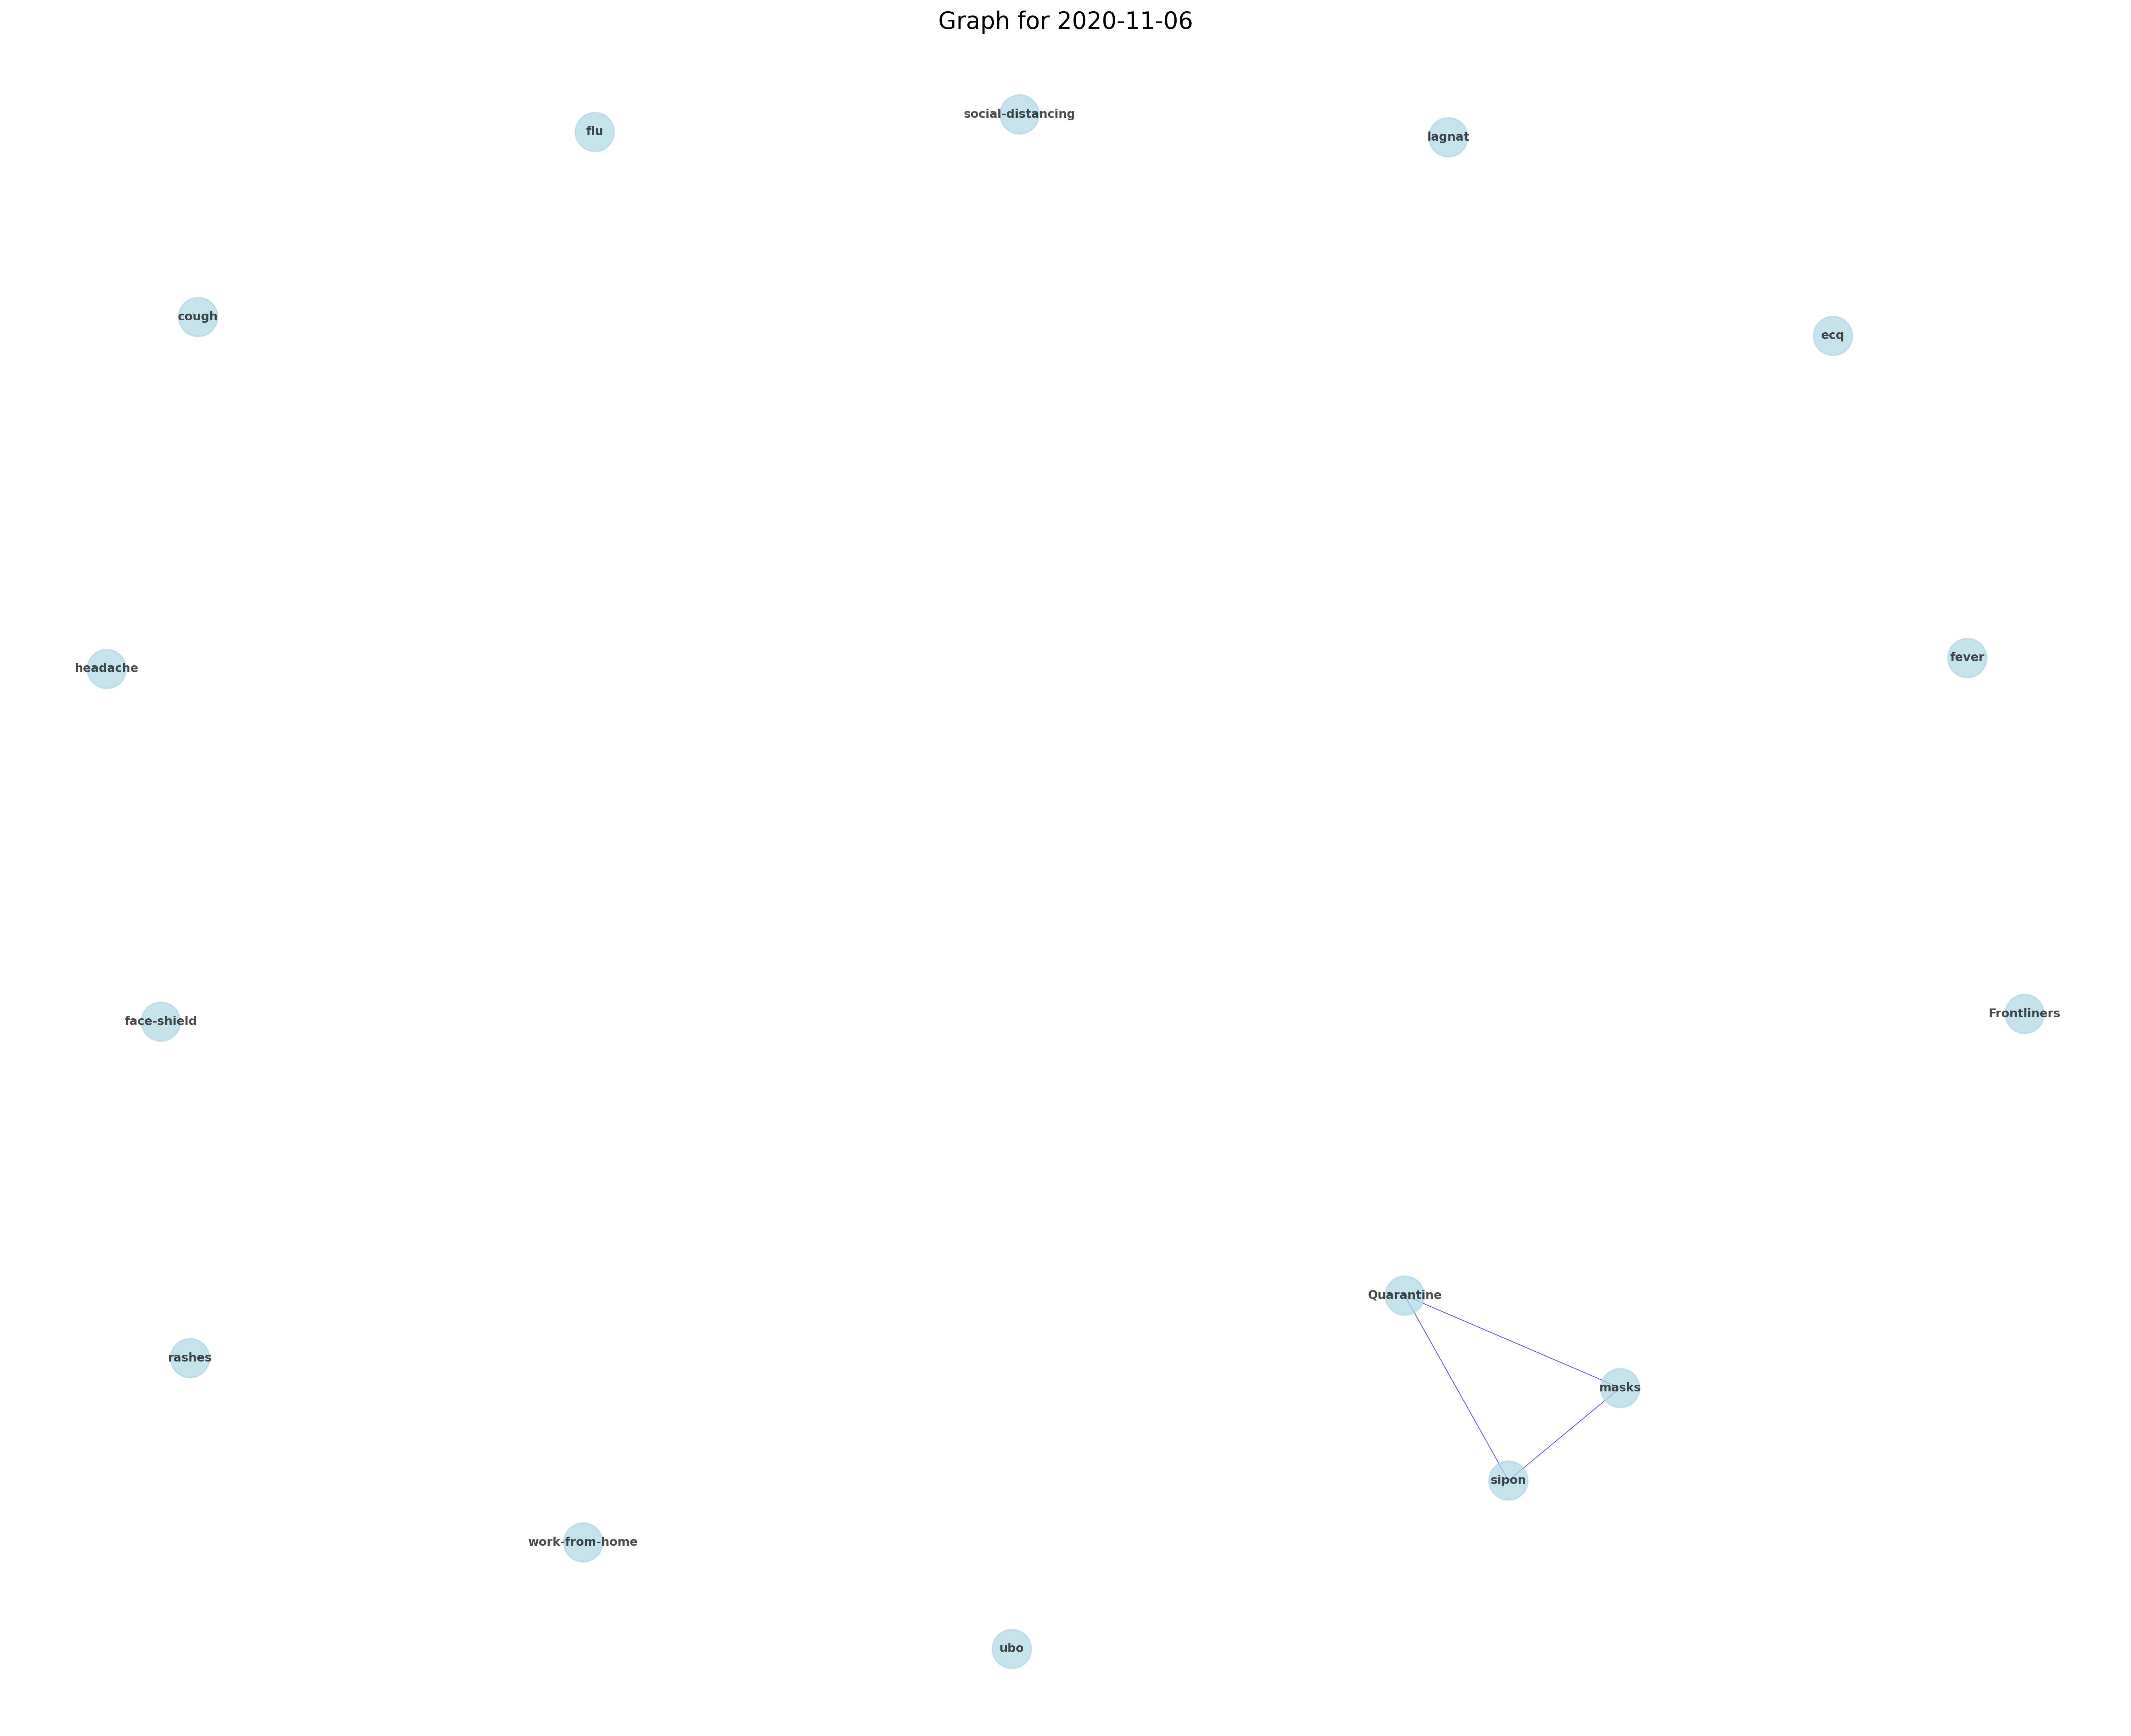 Graph for 2020-11-06
social-distancing
flu
lagnat
cough
ecq
fever
headache
Frontliners
face-shield
Quarantine
rashes
masks
sipon
work-from-home
ubo